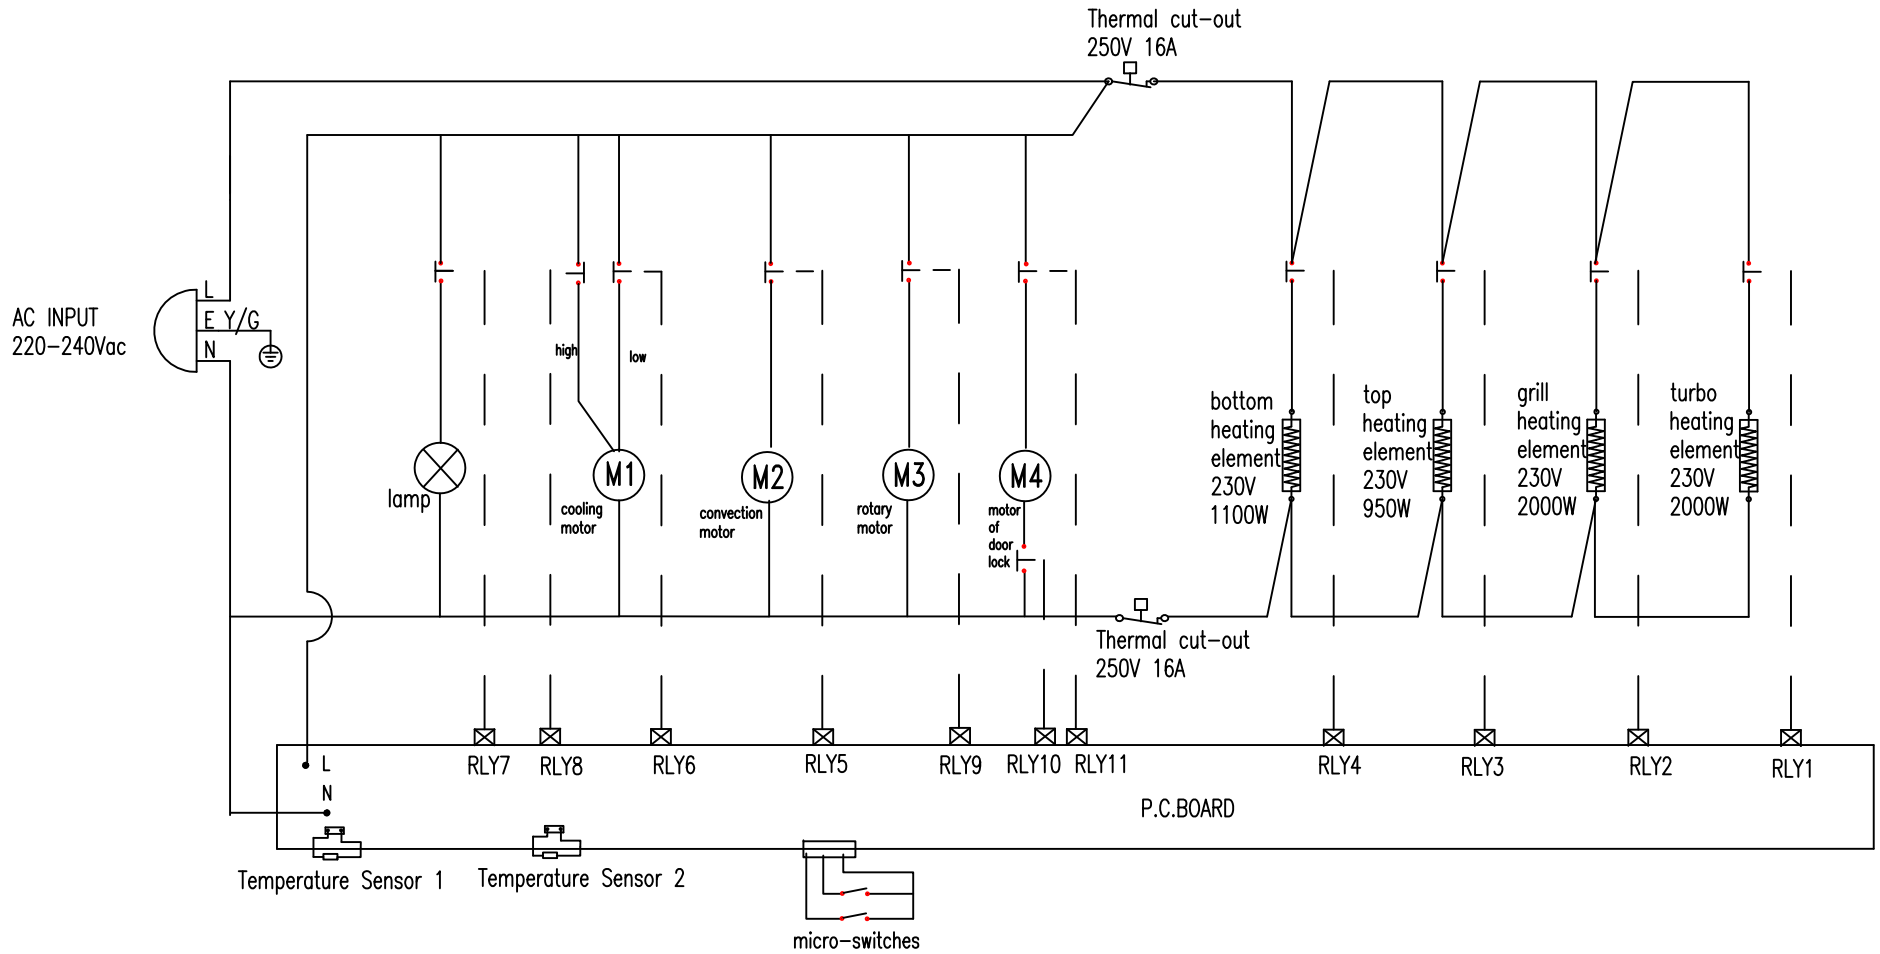 Thermal cut-out
250V 16A
AC INPUT
220-240Vac
L
E Y/G
N
high
low
lamp
M1
cooling
motor
M2
convection
motor
M3
rotary
motor
M4
motor
of
door
lock
bottom
heating
element
230V
1100W
top
heating
element
230V
950W
grill
heating
element
230V
2000W
turbo
heating
element
230V
2000W
Thermal cut-out
250V 16A
RLY7
RLY8
RLY6
RLY5
RLY9
RLY10
RLY11
RLY4
RLY3
RLY2
RLY1
L
N
P.C.BOARD
Temperature Sensor 1
Temperature Sensor 2
micro-switches